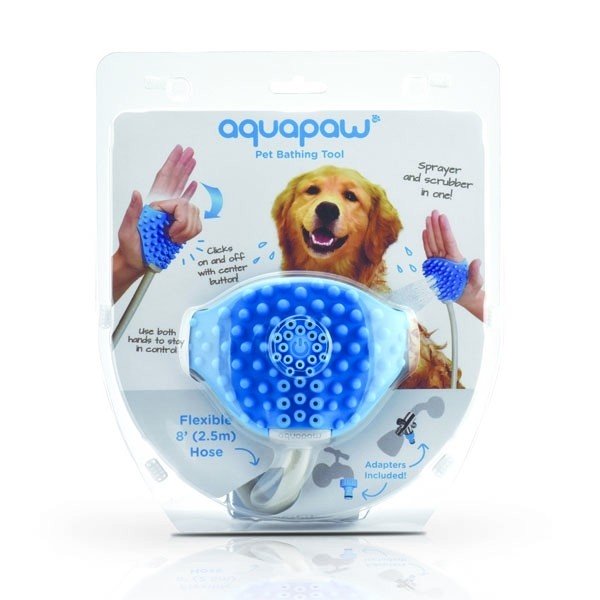 aquapaw
Pet Bathing Tool
Sprayer
and scrubber
in one!
Clicks
on and off
with center
button!
Use both
hands to stay
in control
Flexible
8' (2.5m)
Hose
aquapaw
Adapters
Included!